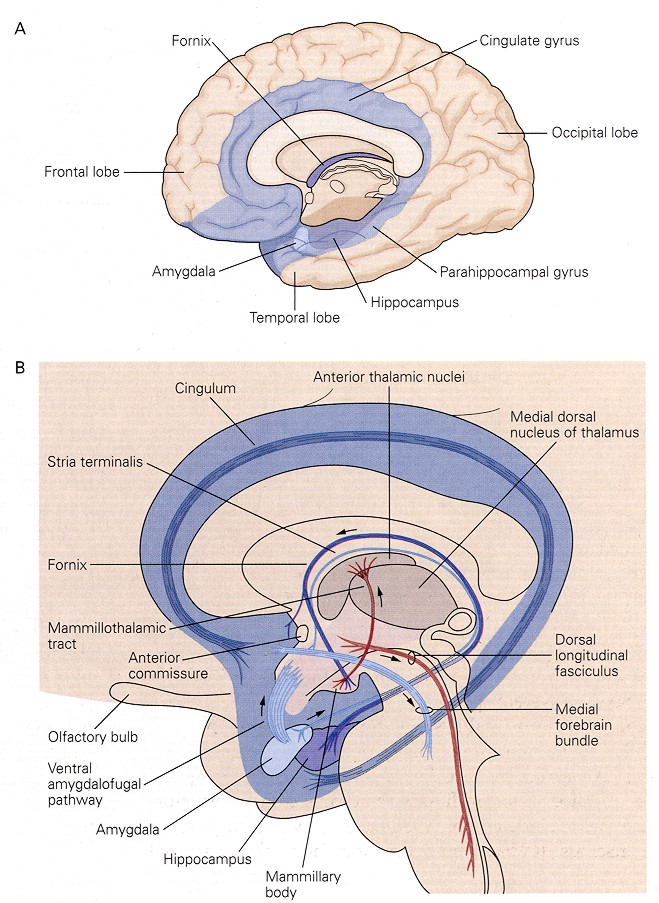 A
Fornix
Cingulate gyrus
Occipital lobe
Frontal lobe
Amygdala
Parahippocampal gyrus
Hippocampus
Temporal lobe
B
Anterior thalamic nuclei
Cingulum
Medial dorsal
nucleus of thalamus
Stria terminalis
Fornix
Mammillothalamic
tract
Anterior
commissure
Dorsal
longitudinal
fasciculus
Olfactory bulb
Medial
forebrain
bundle
Ventral
amygdalofugal
pathway
Amygdala
Hippocampus
Mammillary
body